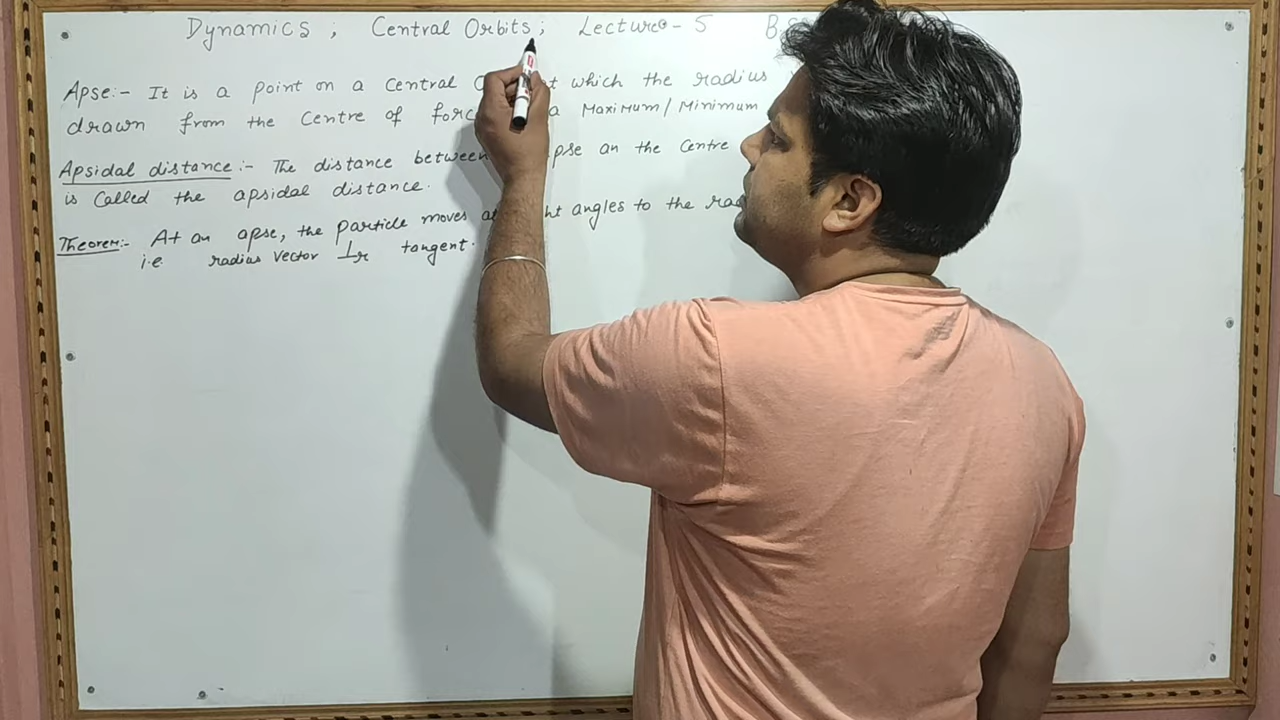 Dynamics ; Central Orbits ; Lecture - 5
Apse:- It is a point on a Central which the radius
drawn from the Centre of a Maximum/Minimum
Apsidal distance:- The distance between an the Centre
is Called the apsidal distance.
Theorem:- At an apse, the particle moves angles to the
i.e radius vector ⊥r tangent.